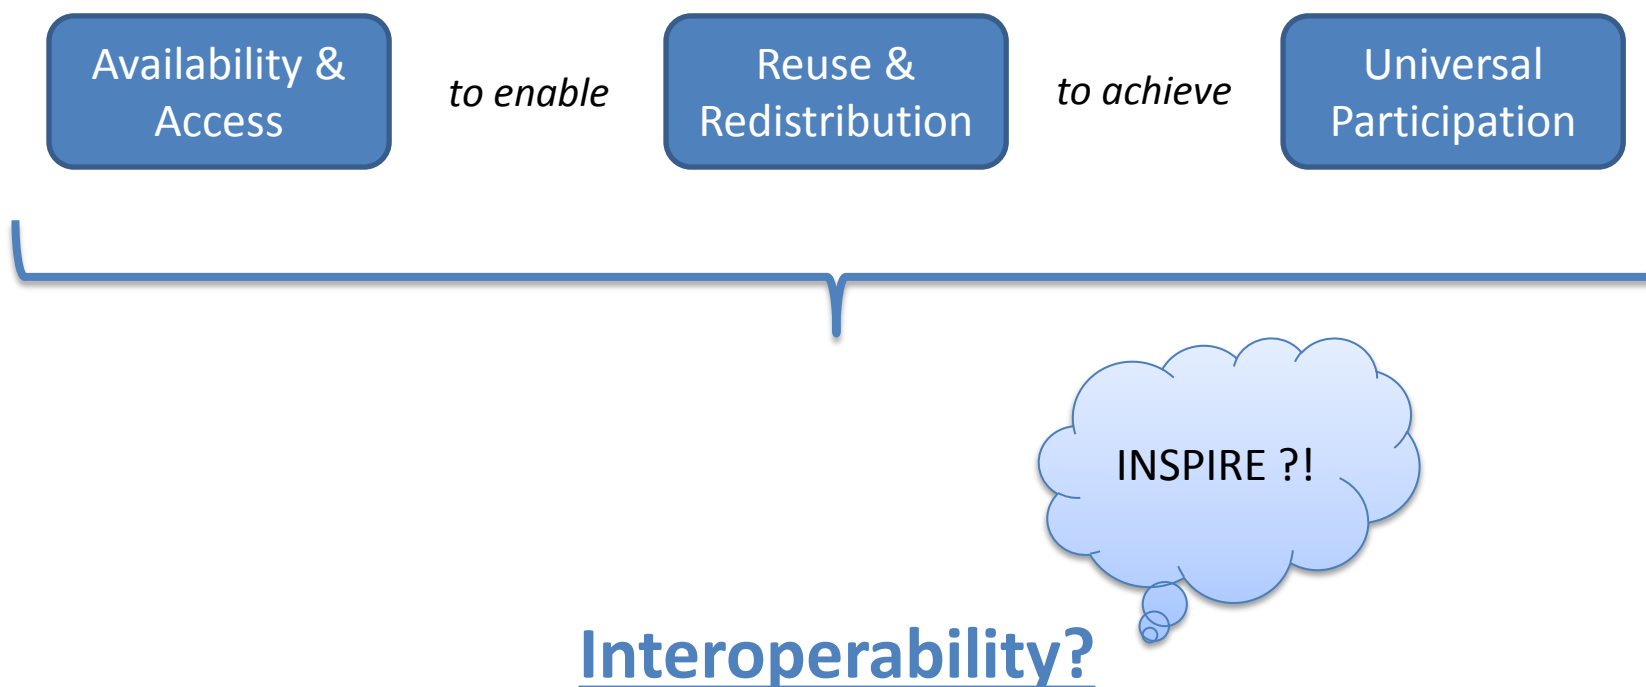 Availability &
Access
to enable
Reuse &
Redistribution
to achieve
Universal
Participation
INSPIRE ?!
Interoperability?